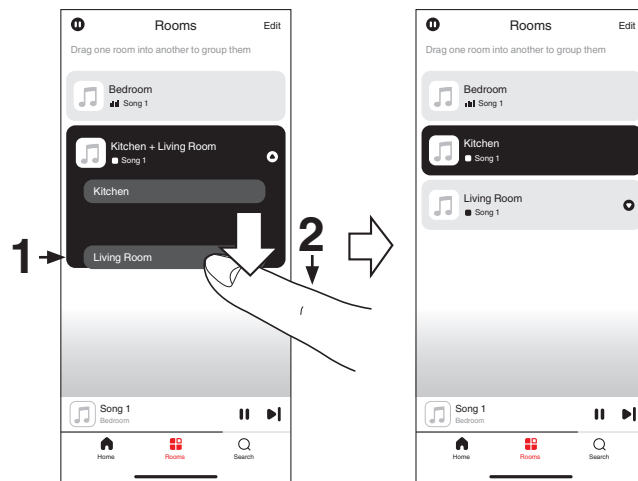 Rooms
Edit
Drag one room into another to group them
Bedroom
Song 1
Kitchen + Living Room
Song 1
Kitchen
Living Room
1
2
Song 1
Bedroom
Home
Rooms
Search
Rooms
Edit
Drag one room into another to group them
Bedroom
Song 1
Kitchen
Song 1
Living Room
Song 1
Song 1
Bedroom
Home
Rooms
Search